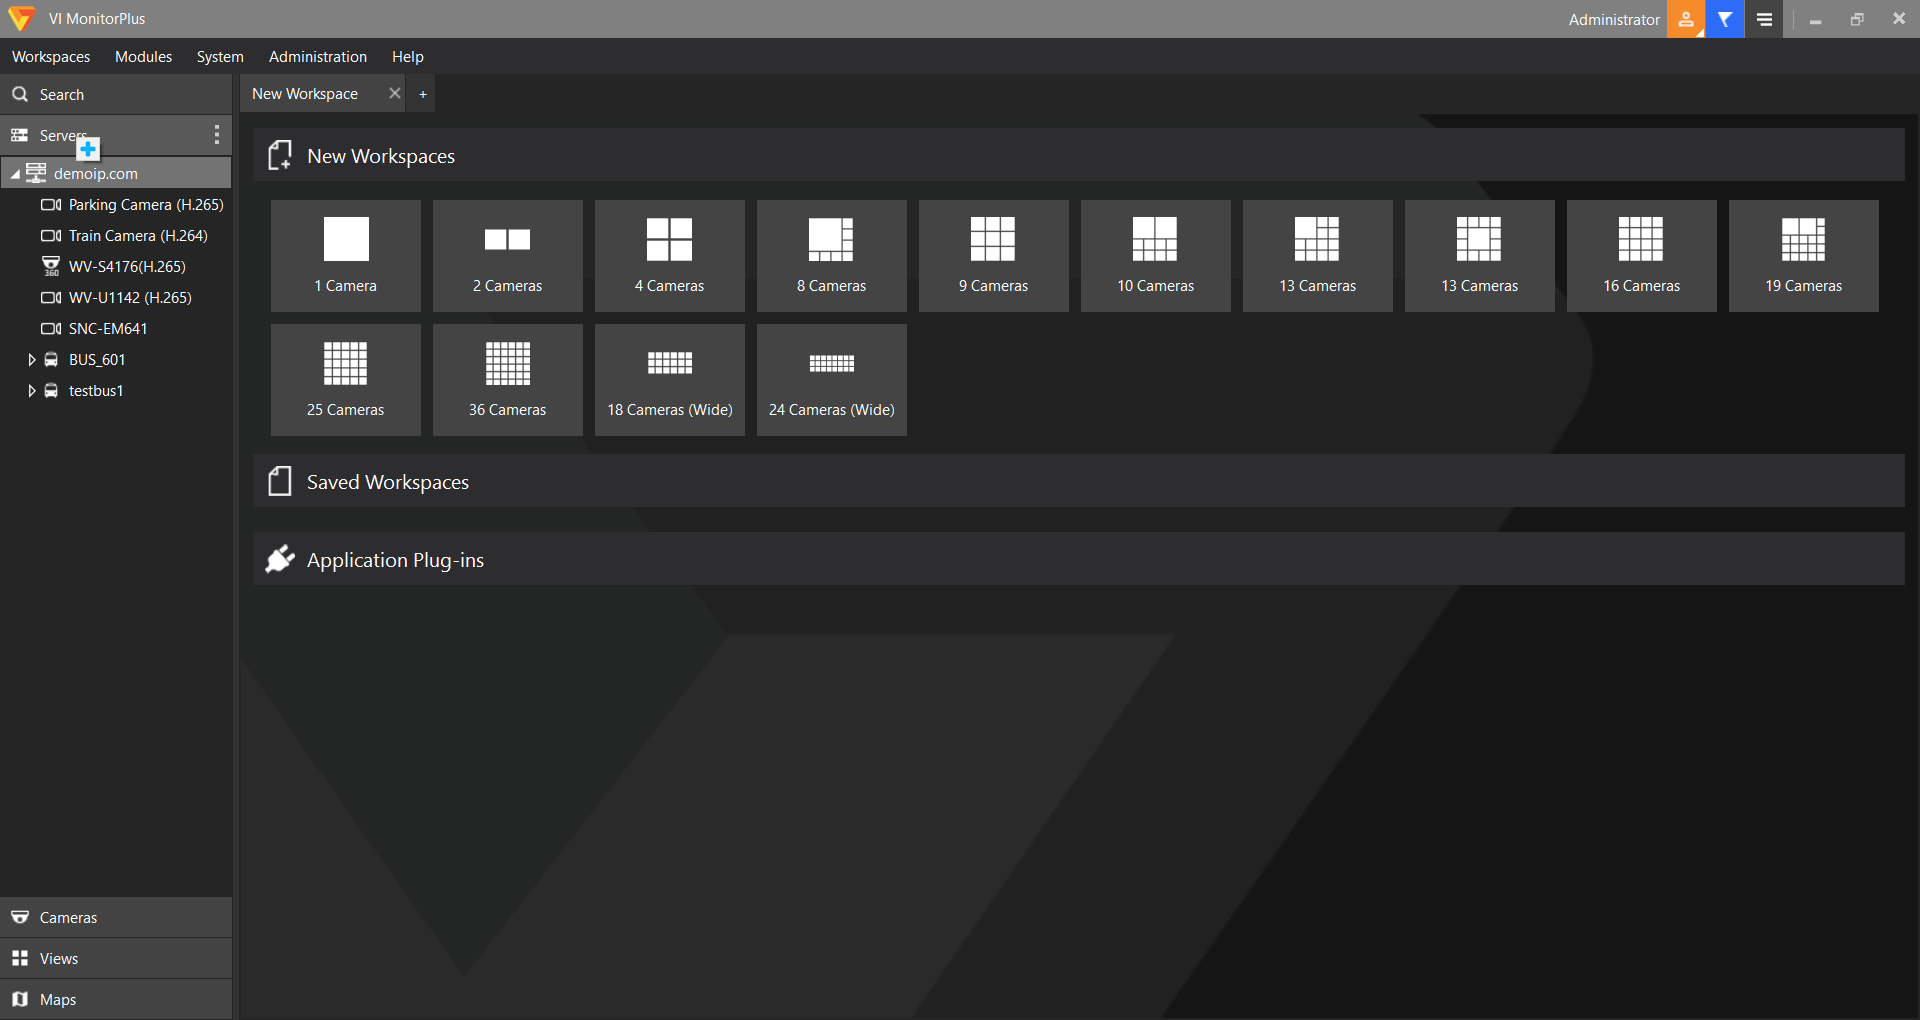 VI MonitorPlus
Administrator
Workspaces Modules System Administration Help
Search
New Workspace
+
Servers
demoip.com
Parking Camera (H.265)
Train Camera (H.264)
360
WV-S4176(H.265)
WV-U1142 (H.265)
SNC-EM641
BUS_601
testbus1
New Workspaces
1 Camera
2 Cameras
4 Cameras
8 Cameras
9 Cameras
10 Cameras
13 Cameras
13 Cameras
16 Cameras
19 Cameras
25 Cameras
36 Cameras
18 Cameras (Wide)
24 Cameras (Wide)
Saved Workspaces
Application Plug-ins
Cameras
Views
Maps